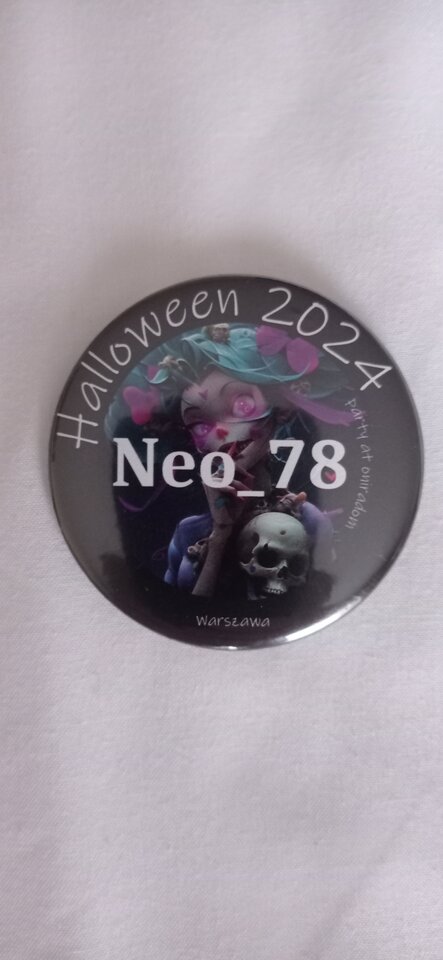 Halloween 2024
party at oniradom
Neo_78
Warszawa